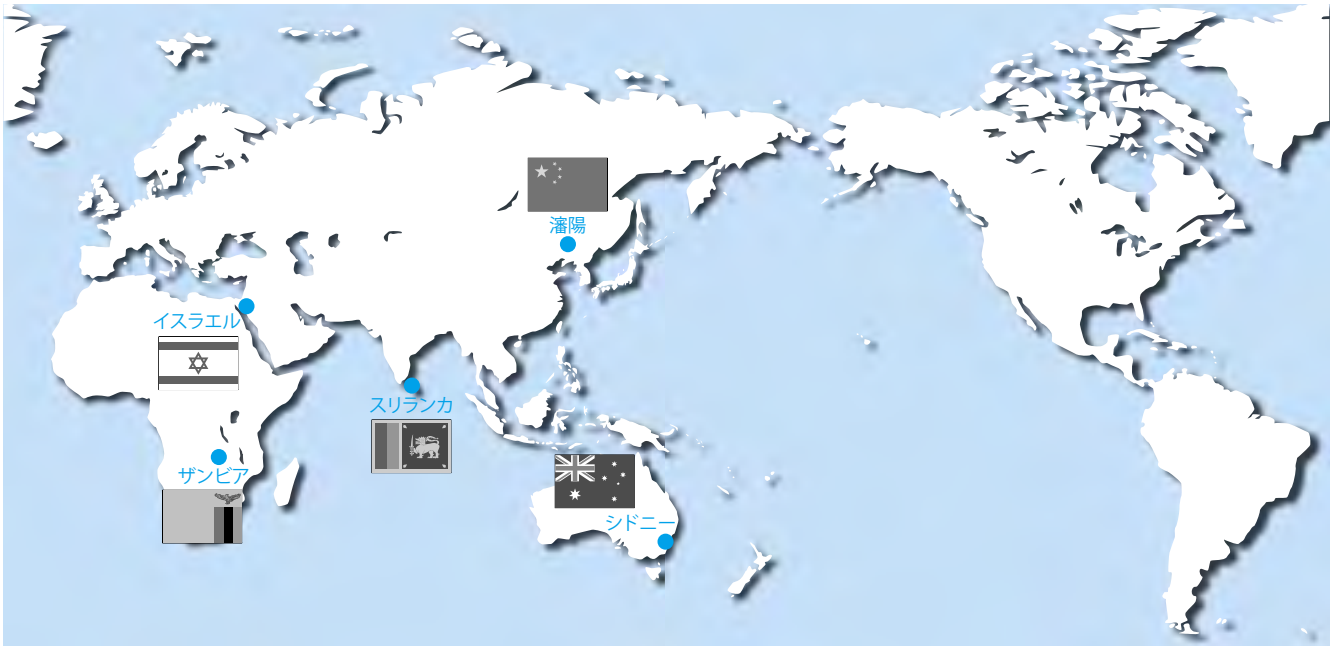 瀋陽
イスラエル
スリランカ
ザンビア
シドニー